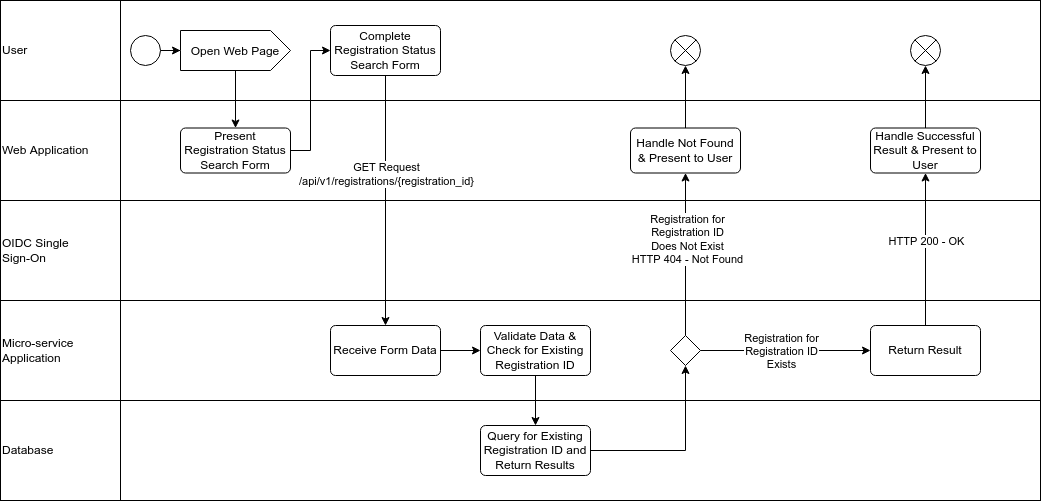 User
Open Web Page
Complete
Registration Status
Search Form
Web Application
Present
Registration Status
Search Form
GET Request
/api/v1/registrations/{registration_id}
Handle Not Found
& Present to User
Handle Successful
Result & Present to
User
OIDC Single
Sign-On
Registration for
Registration ID
Does Not Exist
HTTP 404 - Not Found
HTTP 200 - OK
Micro-service
Application
Receive Form Data
Validate Data &
Check for Existing
Registration ID
Registration for
Registration ID
Exists
Return Result
Database
Query for Existing
Registration ID and
Return Results